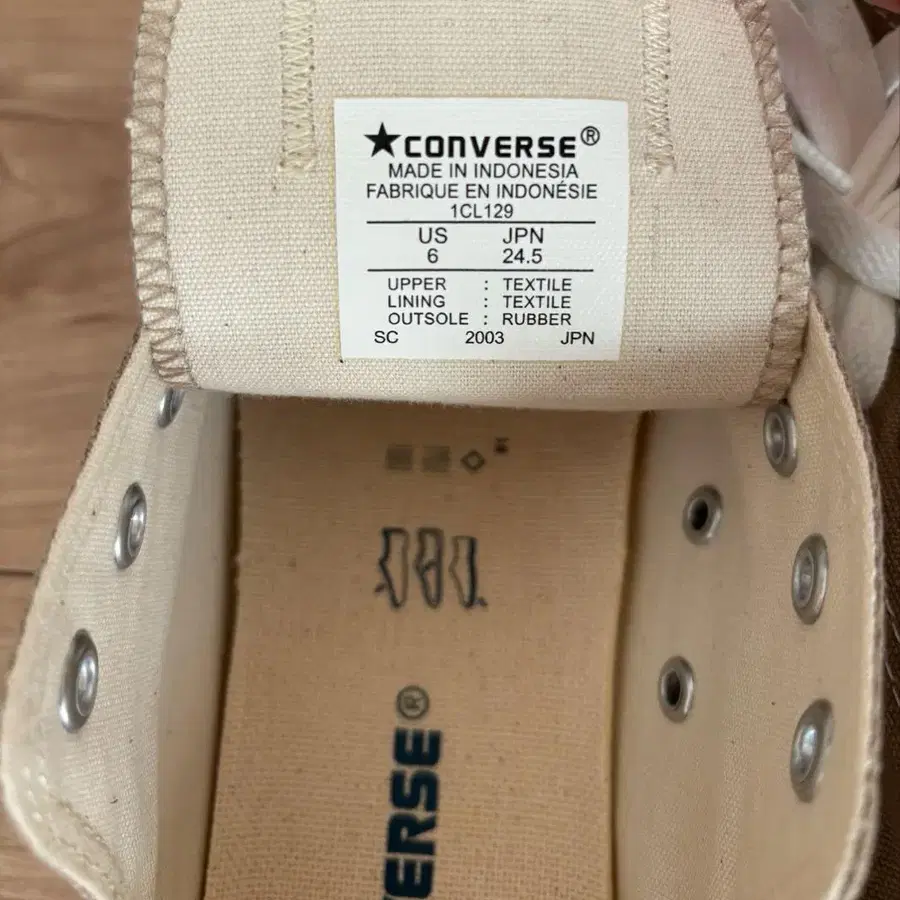 ★CONVERSE®
MADE IN INDONESIA
FABRIQUE EN INDONÉSIE
1CL129
US JPN
6 24.5
UPPER : TEXTILE
LINING : TEXTILE
OUTSOLE : RUBBER
SC 2003 JPN
ERSE®